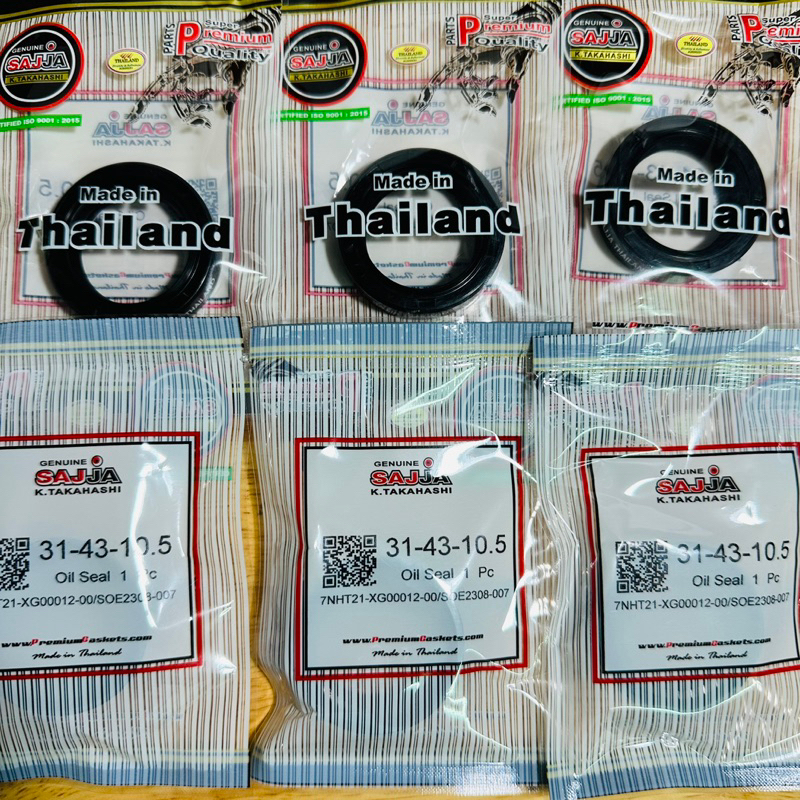 GENUINE
SAJJA
K.TAKAHASHI
TIFIED ISO 9001 : 2015
THAILAND
PARTS
Super
Premium
Quality
Made in
Thailand
GENUINE
SAJJA
K.TAKAHASHI
TIFIED ISO 9001 : 2015
THAILAND
PARTS
Super
Premium
Quality
Made in
Thailand
GENUINE
SAJJA
K.TAKAHASHI
TIFIED ISO 9001 : 2015
THAILAND
PARTS
Super
Premium
Quality
Made in
Thailand
www.PremiumGaskets
GENUINE
SAJJA
K.TAKAHASHI
31-43-10.5
Oil Seal 1 Pc
7NHT21-XG00012-00/SOE2308-007
www.PremiumGaskets.com
Made in Thailand
GENUINE
SAJJA
K.TAKAHASHI
31-43-10.5
Oil Seal 1 Pc
7NHT21-XG00012-00/SOE2308-007
www.PremiumGaskets.com
Made in Thailand
GENUINE
SAJJA
K.TAKAHASHI
31-43-10.5
Oil Seal 1 Pc
7NHT21-XG00012-00/SOE2308-007
www.PremiumGaskets.com
Made in Thailand